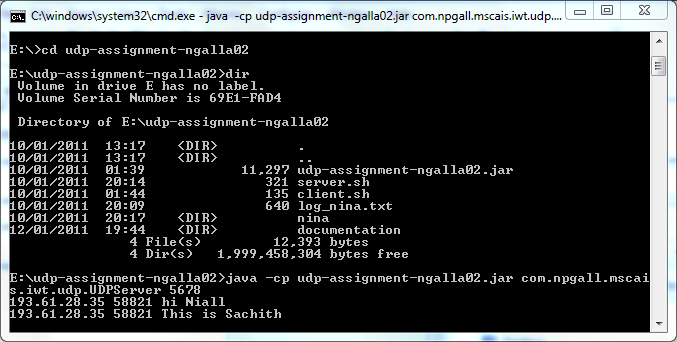 C:\windows\system32\cmd.exe - java -cp udp-assignment-ngalla02.jar com.npgall.mscais.iwt.udp....
E:\>cd udp-assignment-ngalla02
E:\udp-assignment-ngalla02>dir
Volume in drive E has no label.
Volume Serial Number is 69E1-FAD4
Directory of E:\udp-assignment-ngalla02
10/01/2011  13:17    <DIR>          .
10/01/2011  13:17    <DIR>          ..
10/01/2011  01:39            11,297 udp-assignment-ngalla02.jar
10/01/2011  20:14               321 server.sh
10/01/2011  01:44               135 client.sh
10/01/2011  20:09               640 log_nina.txt
10/01/2011  20:17    <DIR>          nina
12/01/2011  19:44    <DIR>          documentation
4 File(s)         12,393 bytes
4 Dir(s)   1,999,458,304 bytes free
E:\udp-assignment-ngalla02>java -cp udp-assignment-ngalla02.jar com.npgall.mscai
s.iwt.udp.UDPServer 5678
193.61.28.35 58821 hi Niall
193.61.28.35 58821 This is Sachith